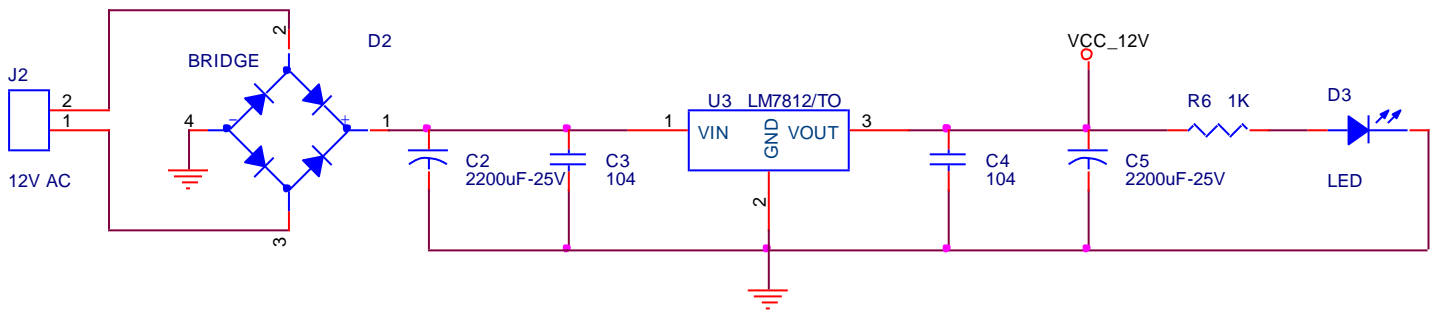 J2
2
1
12V AC
2
BRIDGE
D2
4
-
+
1
3
U3 LM7812/TO
1
VIN
GND
VOUT
3
2
C2
2200uF-25V
C3
104
C4
104
VCC_12V
C5
2200uF-25V
R6 1K
D3
LED